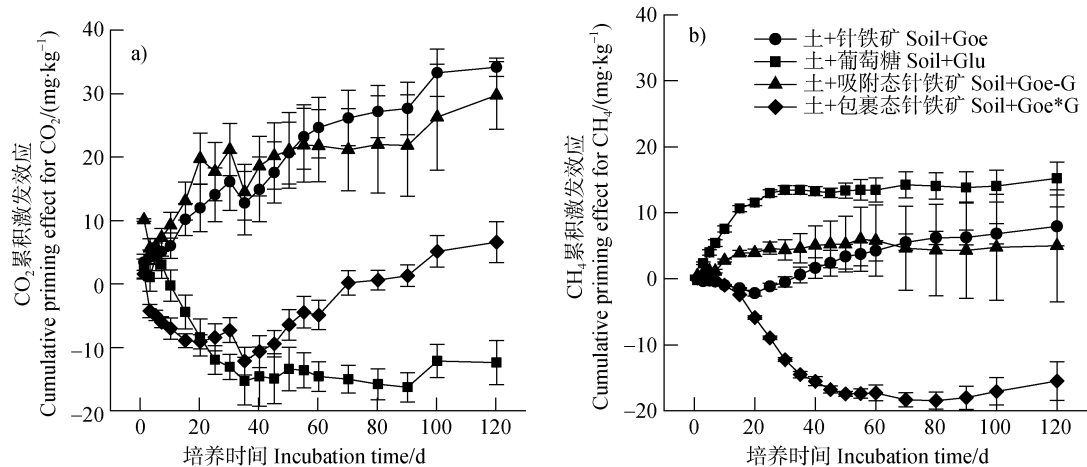 a)
CO₂累积激发效应
Cumulative priming effect for CO₂/(mg·kg⁻¹)
40
30
20
10
0
−10
−20
0 20 40 60 80 100 120
培养时间 Incubation time/d
b)
土+针铁矿 Soil+Goe
土+葡萄糖 Soil+Glu
土+吸附态针铁矿 Soil+Goe-G
土+包裹态针铁矿 Soil+Goe*G
CH₄累积激发效应
Cumulative priming effect for CH₄/(mg·kg⁻¹)
40
30
20
10
0
−10
−20
0 20 40 60 80 100 120
培养时间 Incubation time/d